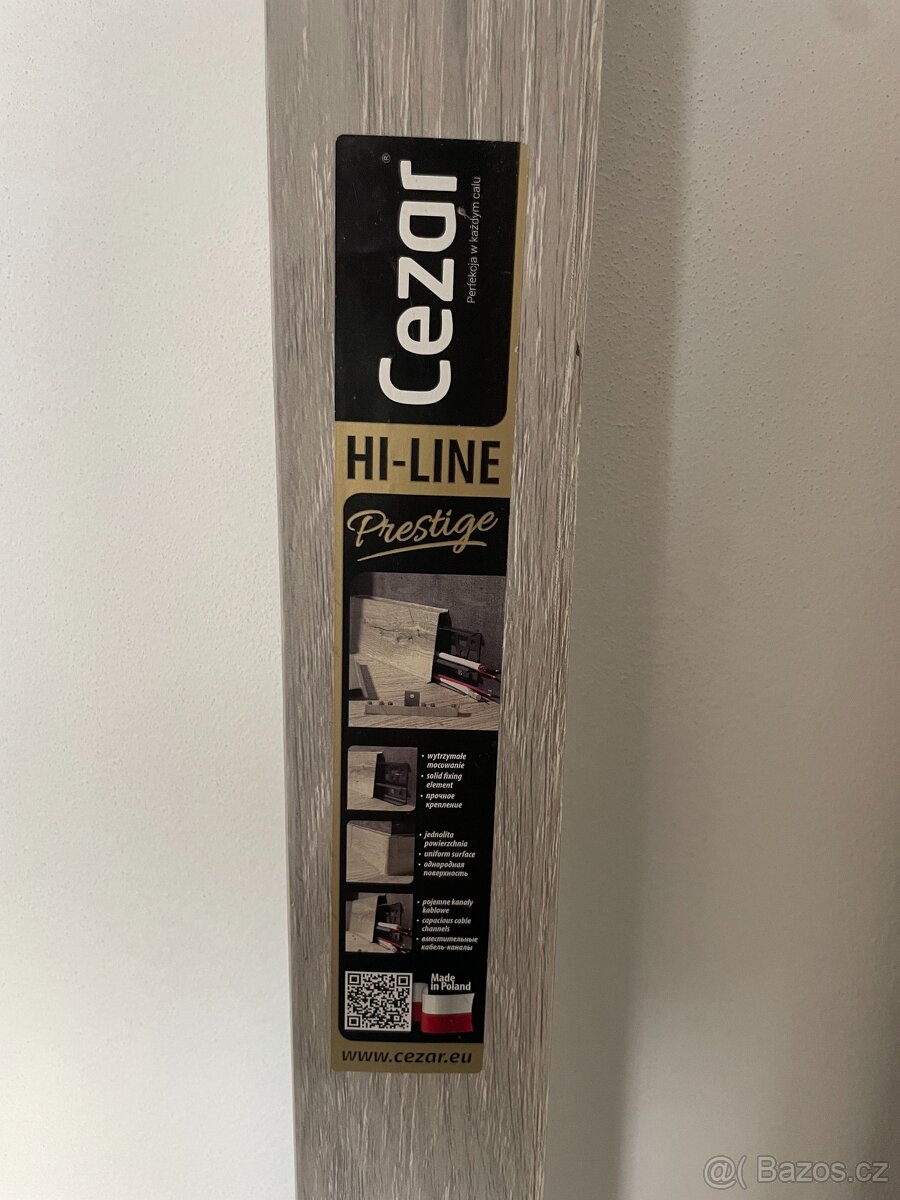 Cezar®
Perfekcja w każdym calu
HI-LINE
Prestige
• wytrzymałe
mocowanie
• solid fixing
element
• прочное
крепление
• jednolita
powierzchnia
• uniform surface
• однородная
поверхность
• pojemne kanały
kablowe
• capacious cable
channels
• вместительные
кабель-каналы
Made
in Poland
www.cezar.eu
@( Bazos.cz